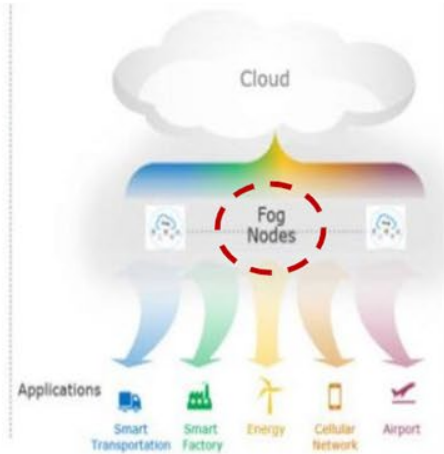 Cloud
Fog
Nodes
Applications
Smart
Transportation
Smart
Factory
Energy
Cellular
Network
Airport